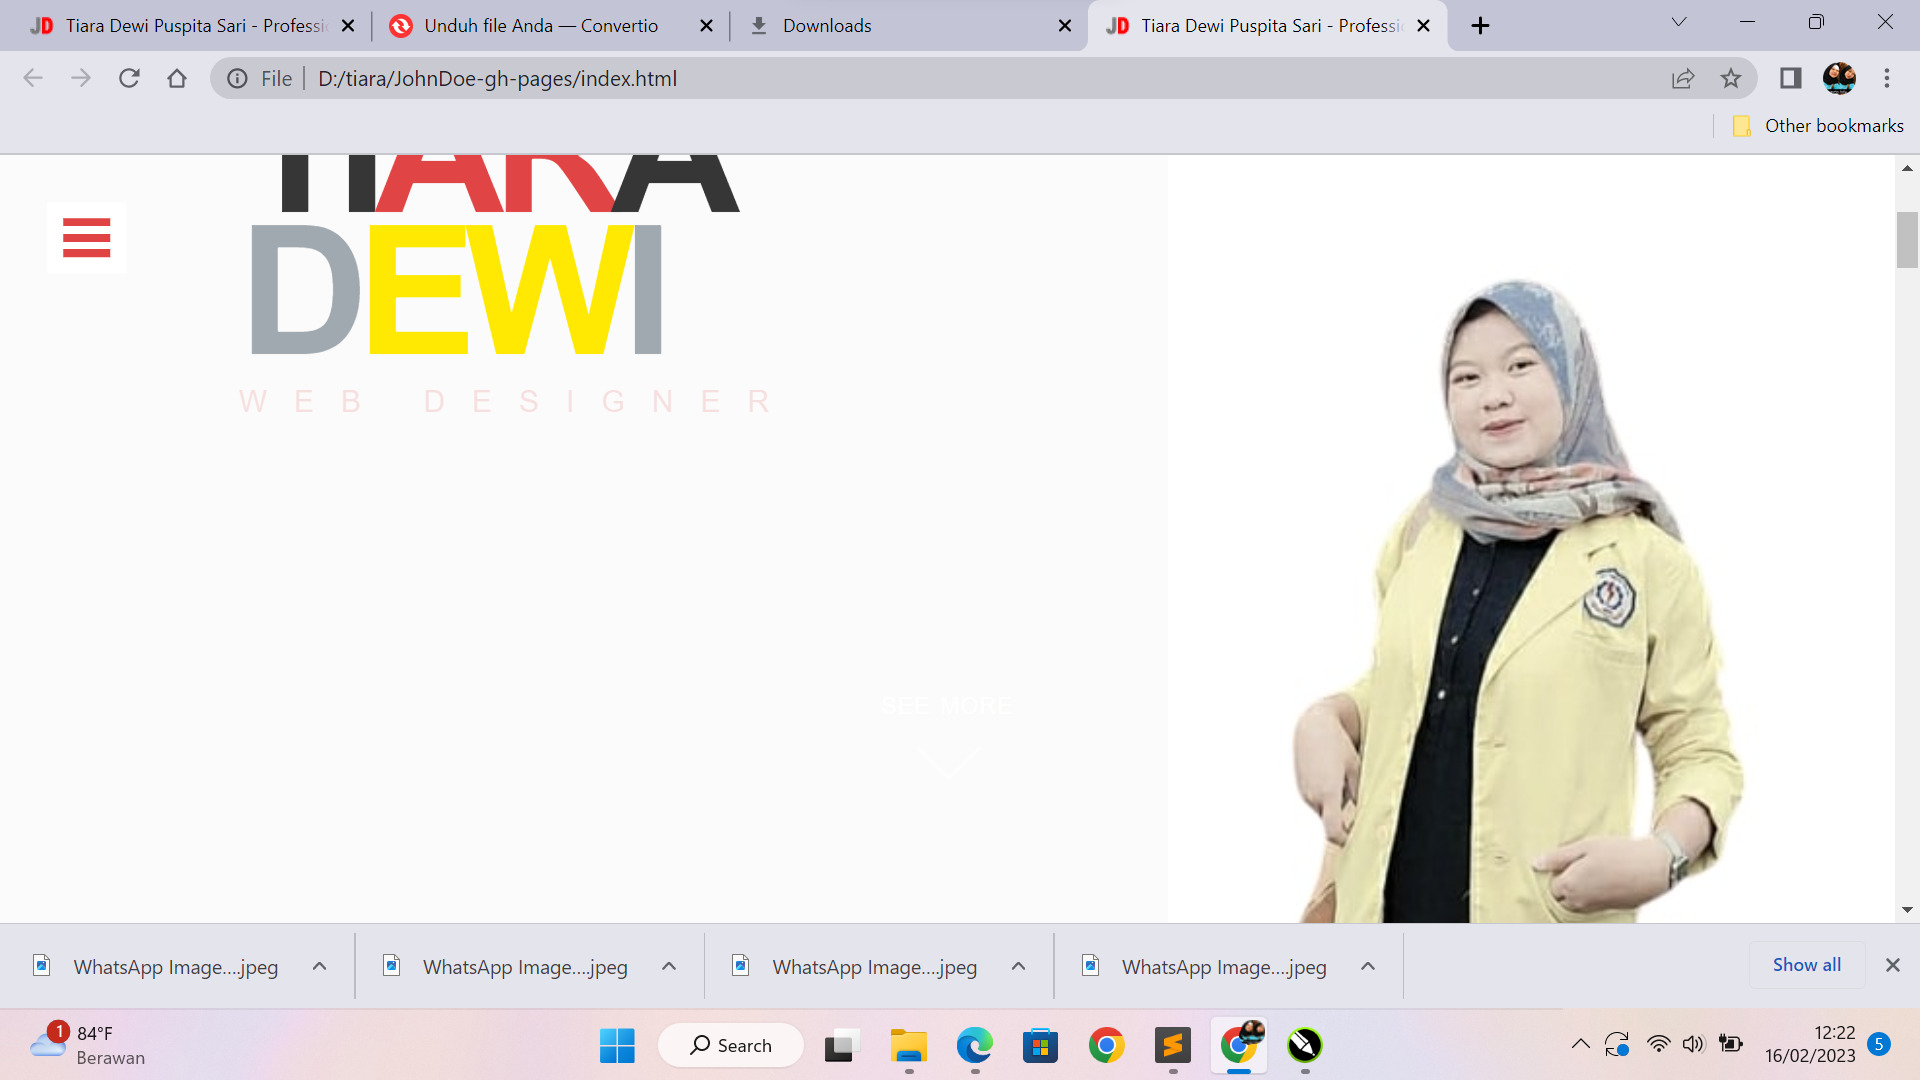 Tiara Dewi Puspita Sari - Professi
Unduh file Anda — Convertio
Downloads
Tiara Dewi Puspita Sari - Professi
File
D:/tiara/JohnDoe-gh-pages/index.html
Other bookmarks
TIARA
DEWI
WEB DESIGNER
SEE MORE
WhatsApp Image....jpeg
WhatsApp Image....jpeg
WhatsApp Image....jpeg
WhatsApp Image....jpeg
Show all
1
84°F
Berawan
Search
12:22
16/02/2023
5